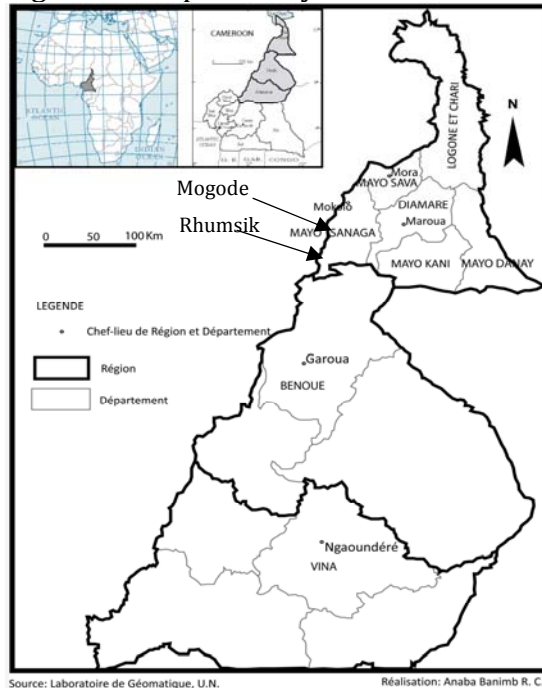 CAMEROON
ATLANTIC
OCEAN
INDIAN
OCEAN
G. E. GAB. CONGO
N
LOGONE ET CHARI
Mora
MAYO SAVA
Mogode
Mokolo
DIAMARE
Maroua
Rhumsik
MAYO TSANAGA
MAYO KANI
MAYO DANAY
0 50 100 Km
LEGENDE
Chef-lieu de Région et Département
Région
Département
Garoua
BENOUE
Ngaoundéré
VINA
Source: Laboratoire de Géomatique, U.N.
Réalisation: Anaba Banimb R. C.